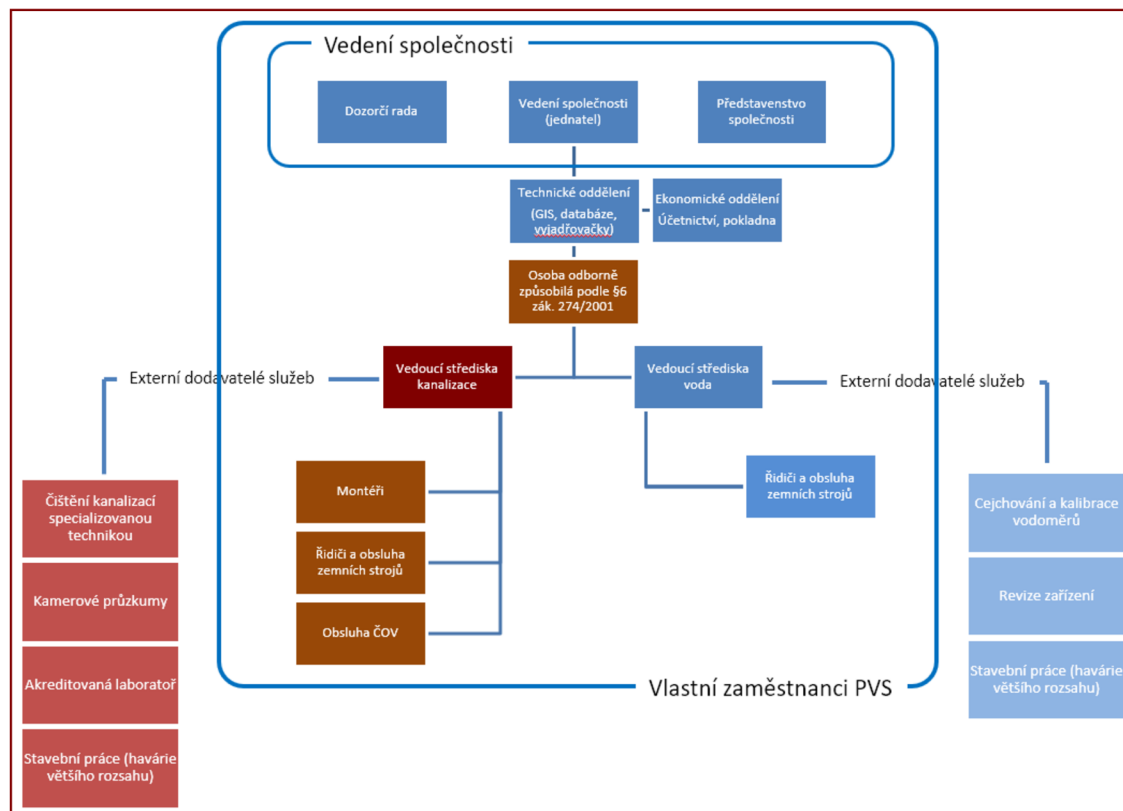 Vedení společnosti
Dozorčí rada
Vedení společnosti
(jednatel)
Představenstvo
společnosti
Technické oddělení
(GIS, databáze,
vyjadřovačky)
Ekonomické oddělení
Účetnictví, pokladna
Osoba odborně
způsobilá podle §6
zák. 274/2001
Externí dodavatelé služeb
Vedoucí střediska
kanalizace
Vedoucí střediska
voda
Externí dodavatelé služeb
Čištění kanalizací
specializovanou
technikou
Kamerové průzkumy
Akreditovaná laboratoř
Stavební práce (havárie
většího rozsahu)
Montéři
Řidiči a obsluha
zemních strojů
Obsluha ČOV
Řidiči a obsluha
zemních strojů
Cejchování a kalibrace
vodoměrů
Revize zařízení
Stavební práce (havárie
většího rozsahu)
Vlastní zaměstnanci PVS